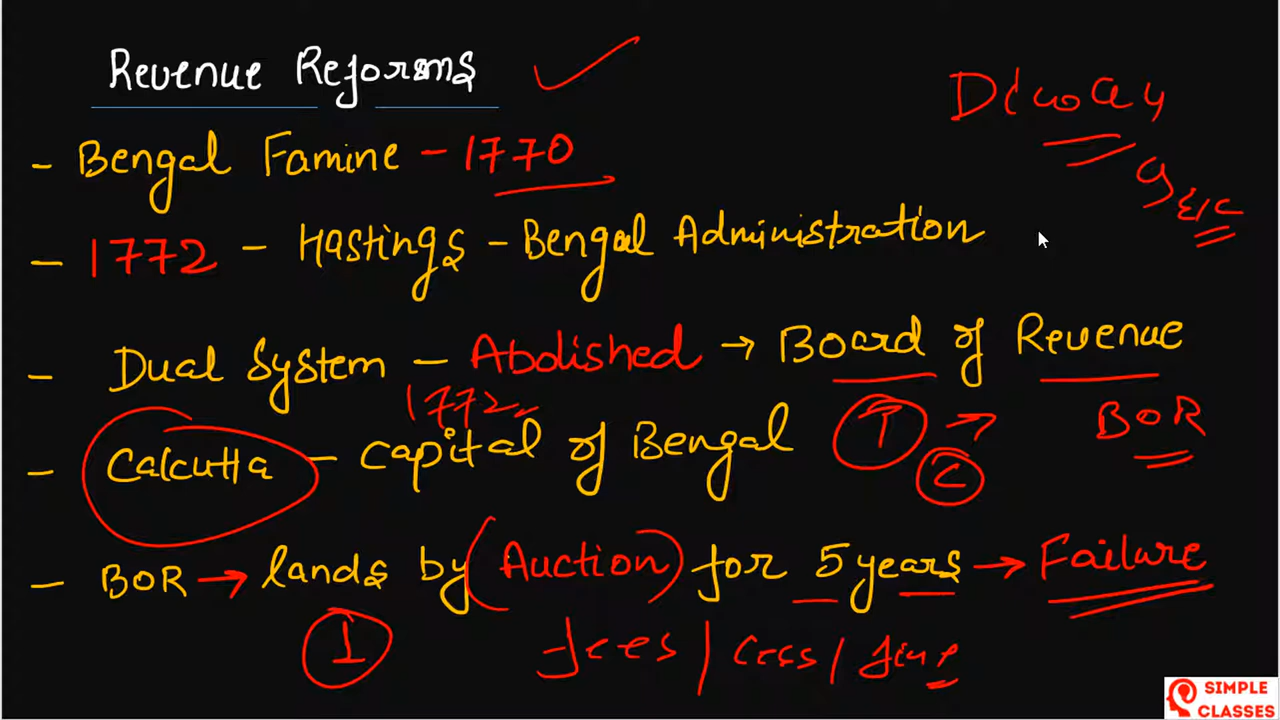 Revenue Reforms
- Bengal Famine - 1770
- 1772 - Hastings - Bengal Administration
- Dual System - Abolished → Board of Revenue
1772
T → C
BOR
- Calcutta - capital of Bengal
- BOR → lands by (Auction) for 5 years → Failure
1
fees / cess / fine
EIC
SIMPLE
CLASSES